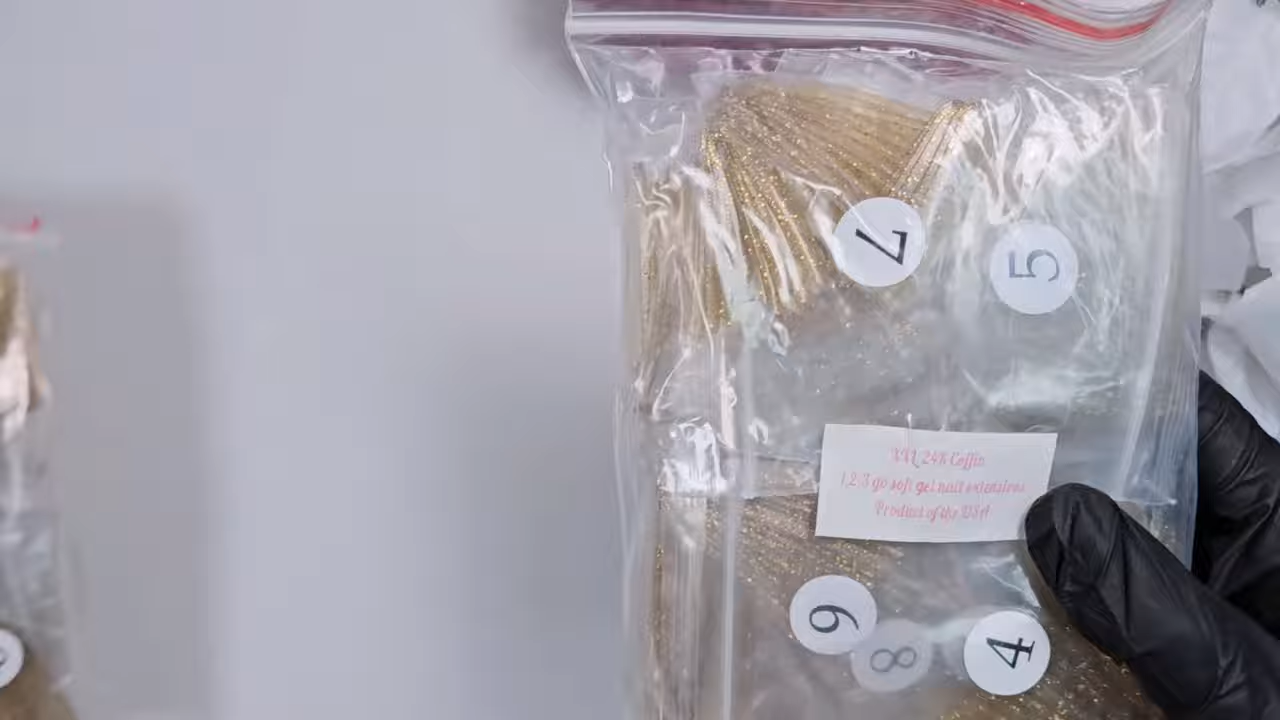 7
5
XXL 24K Coffin
1,2,3 go soft gel nail extensions
Product of the USA
8
4